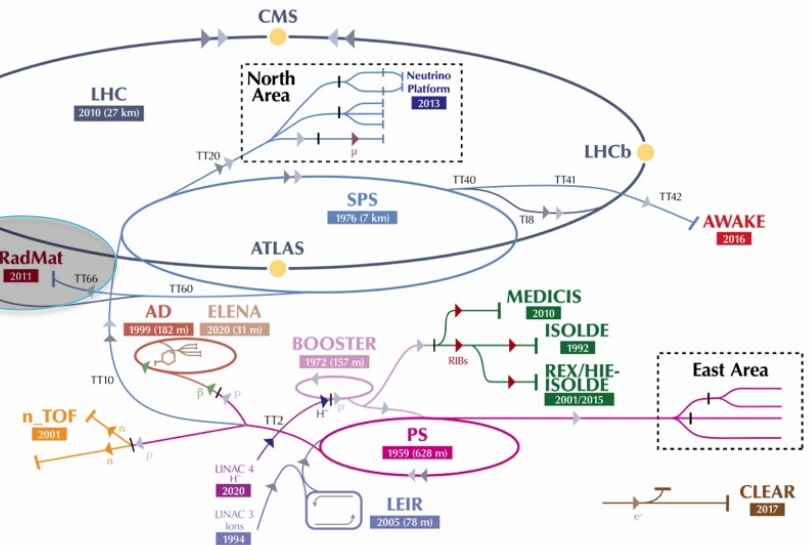 CMS
North
Area
Neutrino
Platform
2013
LHC
2010 (27 km)
μ
LHCb
TT20
TT40
TT41
TT42
SPS
1976 (7 km)
TI8
AWAKE
2016
ATLAS
RadMat
2011
TT66
TT60
AD
1999 (182 m)
ELENA
2020 (31 m)
MEDICIS
2010
BOOSTER
1972 (157 m)
ISOLDE
1992
RIBs
REX/HIE-
ISOLDE
2001/2015
East Area
TT10
p̅
p
H⁻
p
n_TOF
2001
n
n
p
TT2
PS
1959 (628 m)
LINAC 4
H⁻
2020
LINAC 3
Ions
1994
LEIR
2005 (78 m)
CLEAR
2017
e⁻